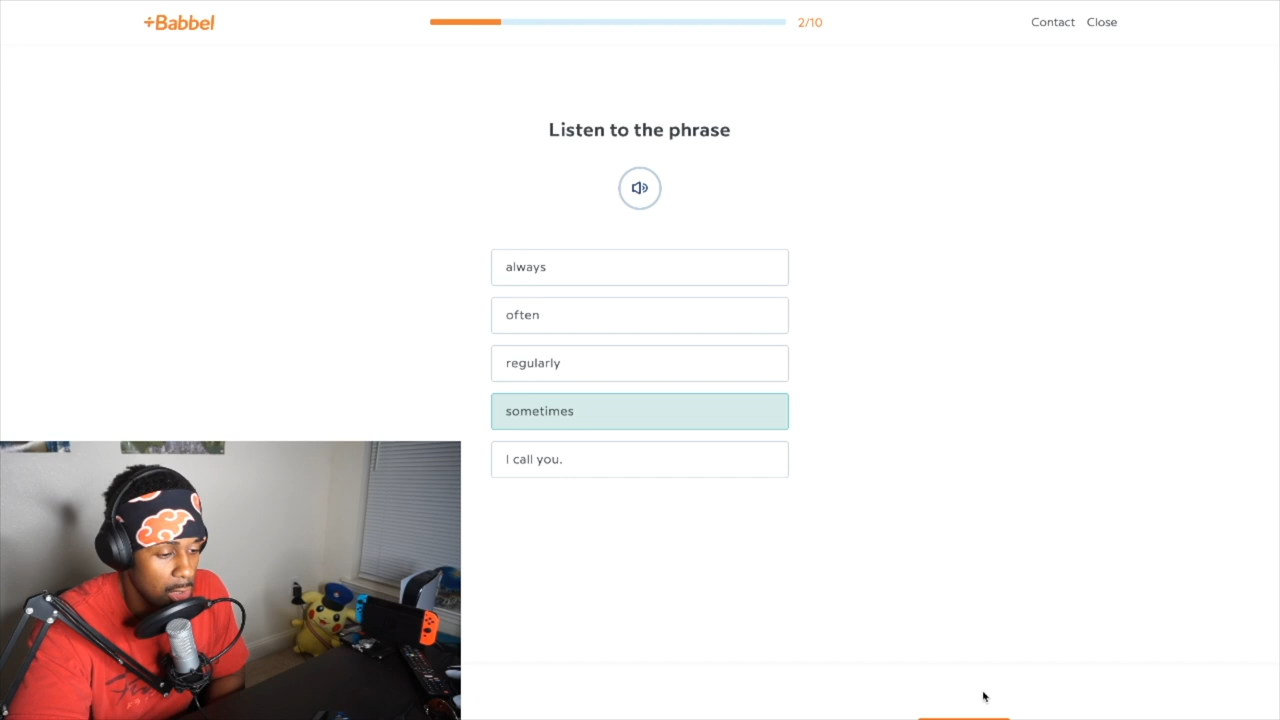 +Babbel
2/10
Contact
Close
Listen to the phrase
always
often
regularly
sometimes
I call you.